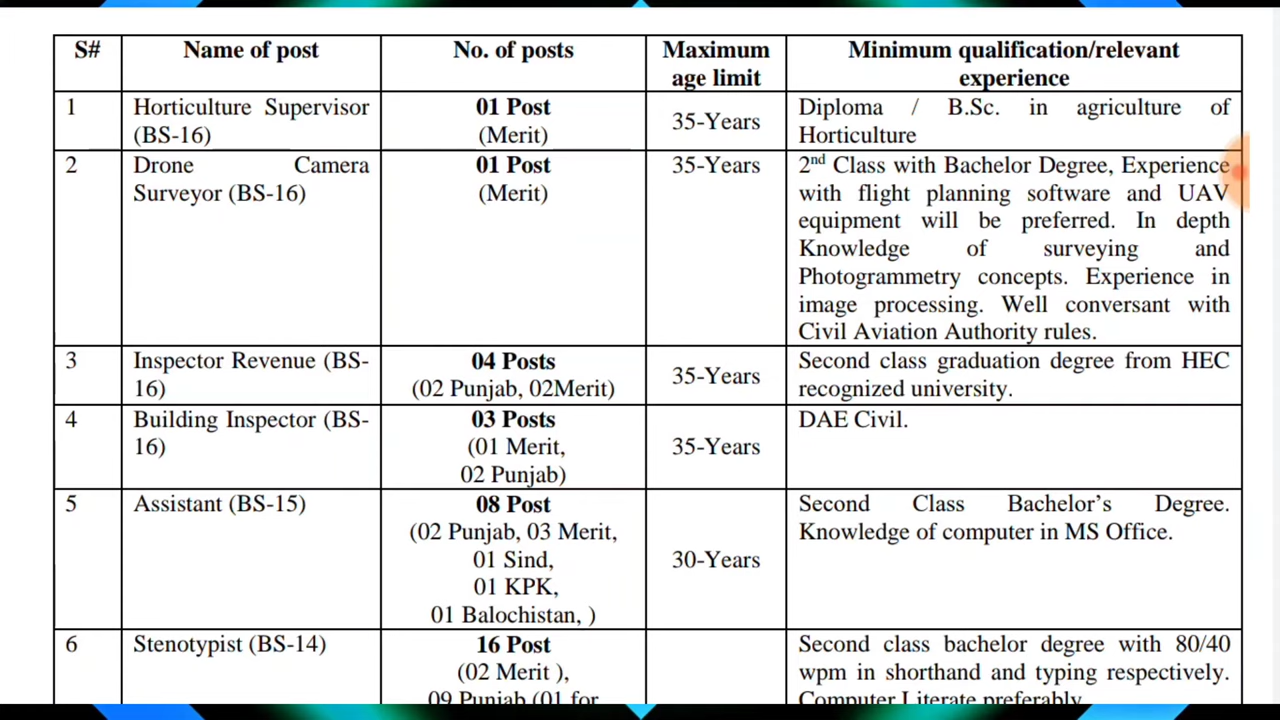 S# Name of post No. of posts Maximum age limit Minimum qualification/relevant experience
1 Horticulture Supervisor (BS-16) 01 Post (Merit) 35-Years Diploma / B.Sc. in agriculture of Horticulture
2 Drone Camera Surveyor (BS-16) 01 Post (Merit) 35-Years 2nd Class with Bachelor Degree, Experience
with flight planning software and UAV
equipment will be preferred. In depth
Knowledge of surveying and
Photogrammetry concepts. Experience in
image processing. Well conversant with
Civil Aviation Authority rules.
3 Inspector Revenue (BS-
16)
04 Posts
(02 Punjab, 02Merit)
35-Years
Second class graduation degree from HEC
recognized university.
4 Building Inspector (BS-
16)
03 Posts
(01 Merit,
02 Punjab)
35-Years
DAE Civil.
5 Assistant (BS-15)
08 Post
(02 Punjab, 03 Merit,
01 Sind,
01 KPK,
01 Balochistan, )
30-Years
Second Class Bachelor's Degree.
Knowledge of computer in MS Office.
6 Stenotypist (BS-14)
16 Post
(02 Merit ),
09 Punjab (01 for
Second class bachelor degree with 80/40
wpm in shorthand and typing respectively.
Computer Literate preferably